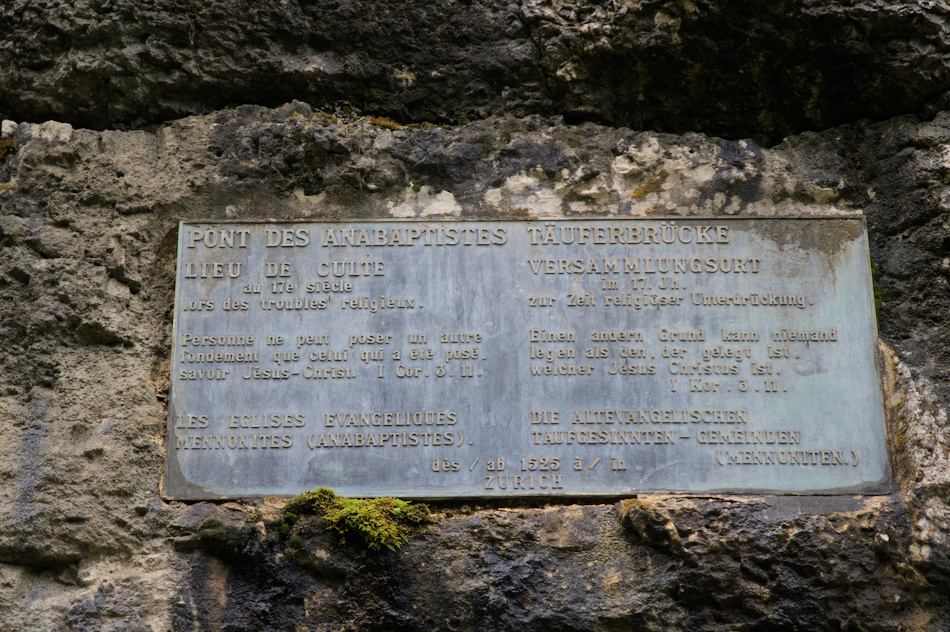 PONT DES ANABAPTISTES
LIEU DE CULTE
au 17e siècle
lors des troubles religieux.
Personne ne peut poser un autre
fondement que celui qui a été posé.
savoir Jésus-Christ. I Cor. 3. 11.
LES EGLISES EVANGELIQUES
MENNONITES (ANABAPTISTES).
TÄUFERBRÜCKE
VERSAMMLUNGSORT
im 17. Jh.
zur Zeit religiöser Unterdrückung.
Einen andern Grund kann niemand
legen als den, der gelegt ist.
welcher Jesus Christus ist.
I Kor. 3. 11.
DIE ALTEVANGELISCHEN
TAUFGESINNTEN-GEMEINDEN
(MENNONITEN.)
dès / ab 1525 à / in
ZÜRICH